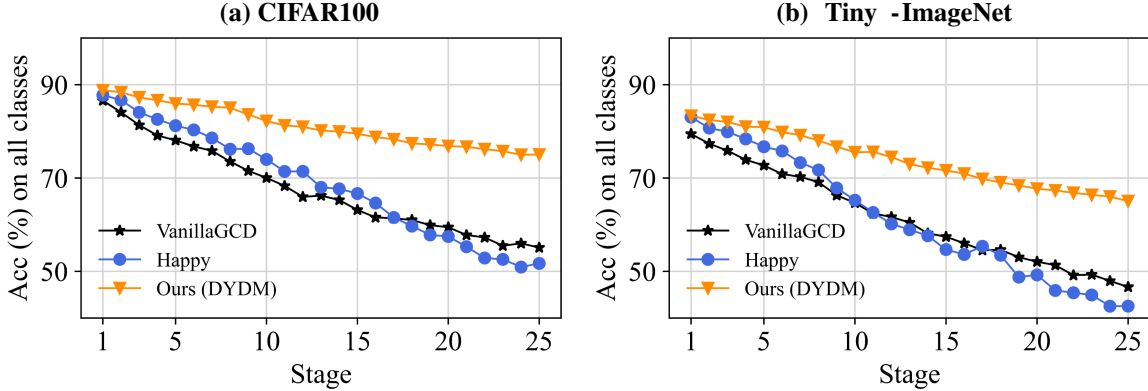 (a) CIFAR100
Acc (%) on all classes
90
70
50
VanillaGCD
Happy
Ours (DYDM)
1 5 10 15 20 25
Stage
(b) Tiny -ImageNet
Acc (%) on all classes
90
70
50
VanillaGCD
Happy
Ours (DYDM)
1 5 10 15 20 25
Stage